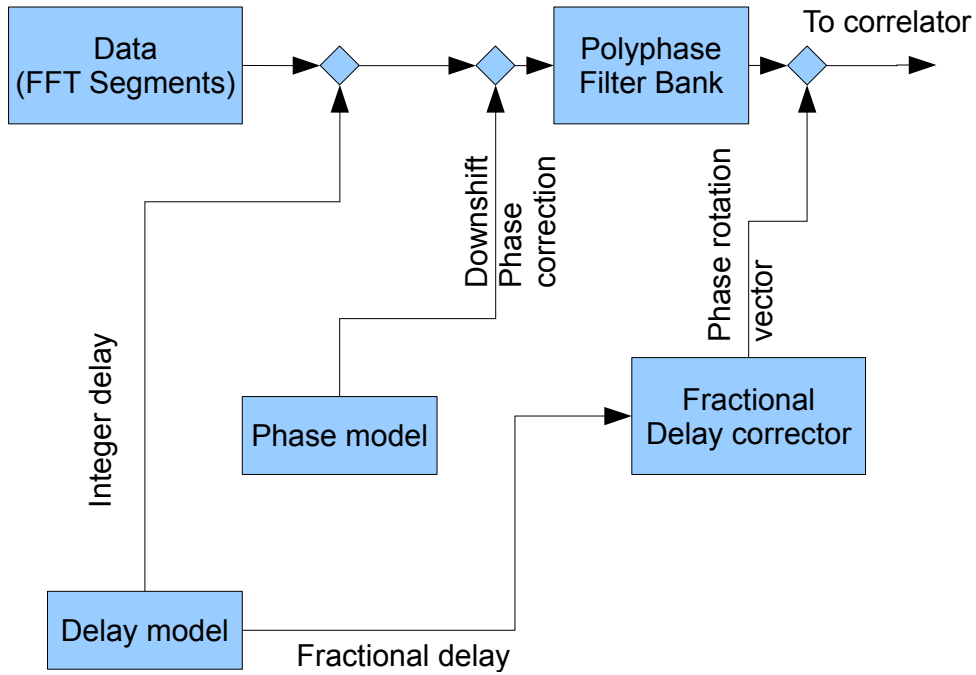 To correlator
Data
(FFT Segments)
Polyphase
Filter Bank
Downshift
Phase
correction
Phase rotation
vector
Integer delay
Phase model
Fractional
Delay corrector
Delay model
Fractional delay